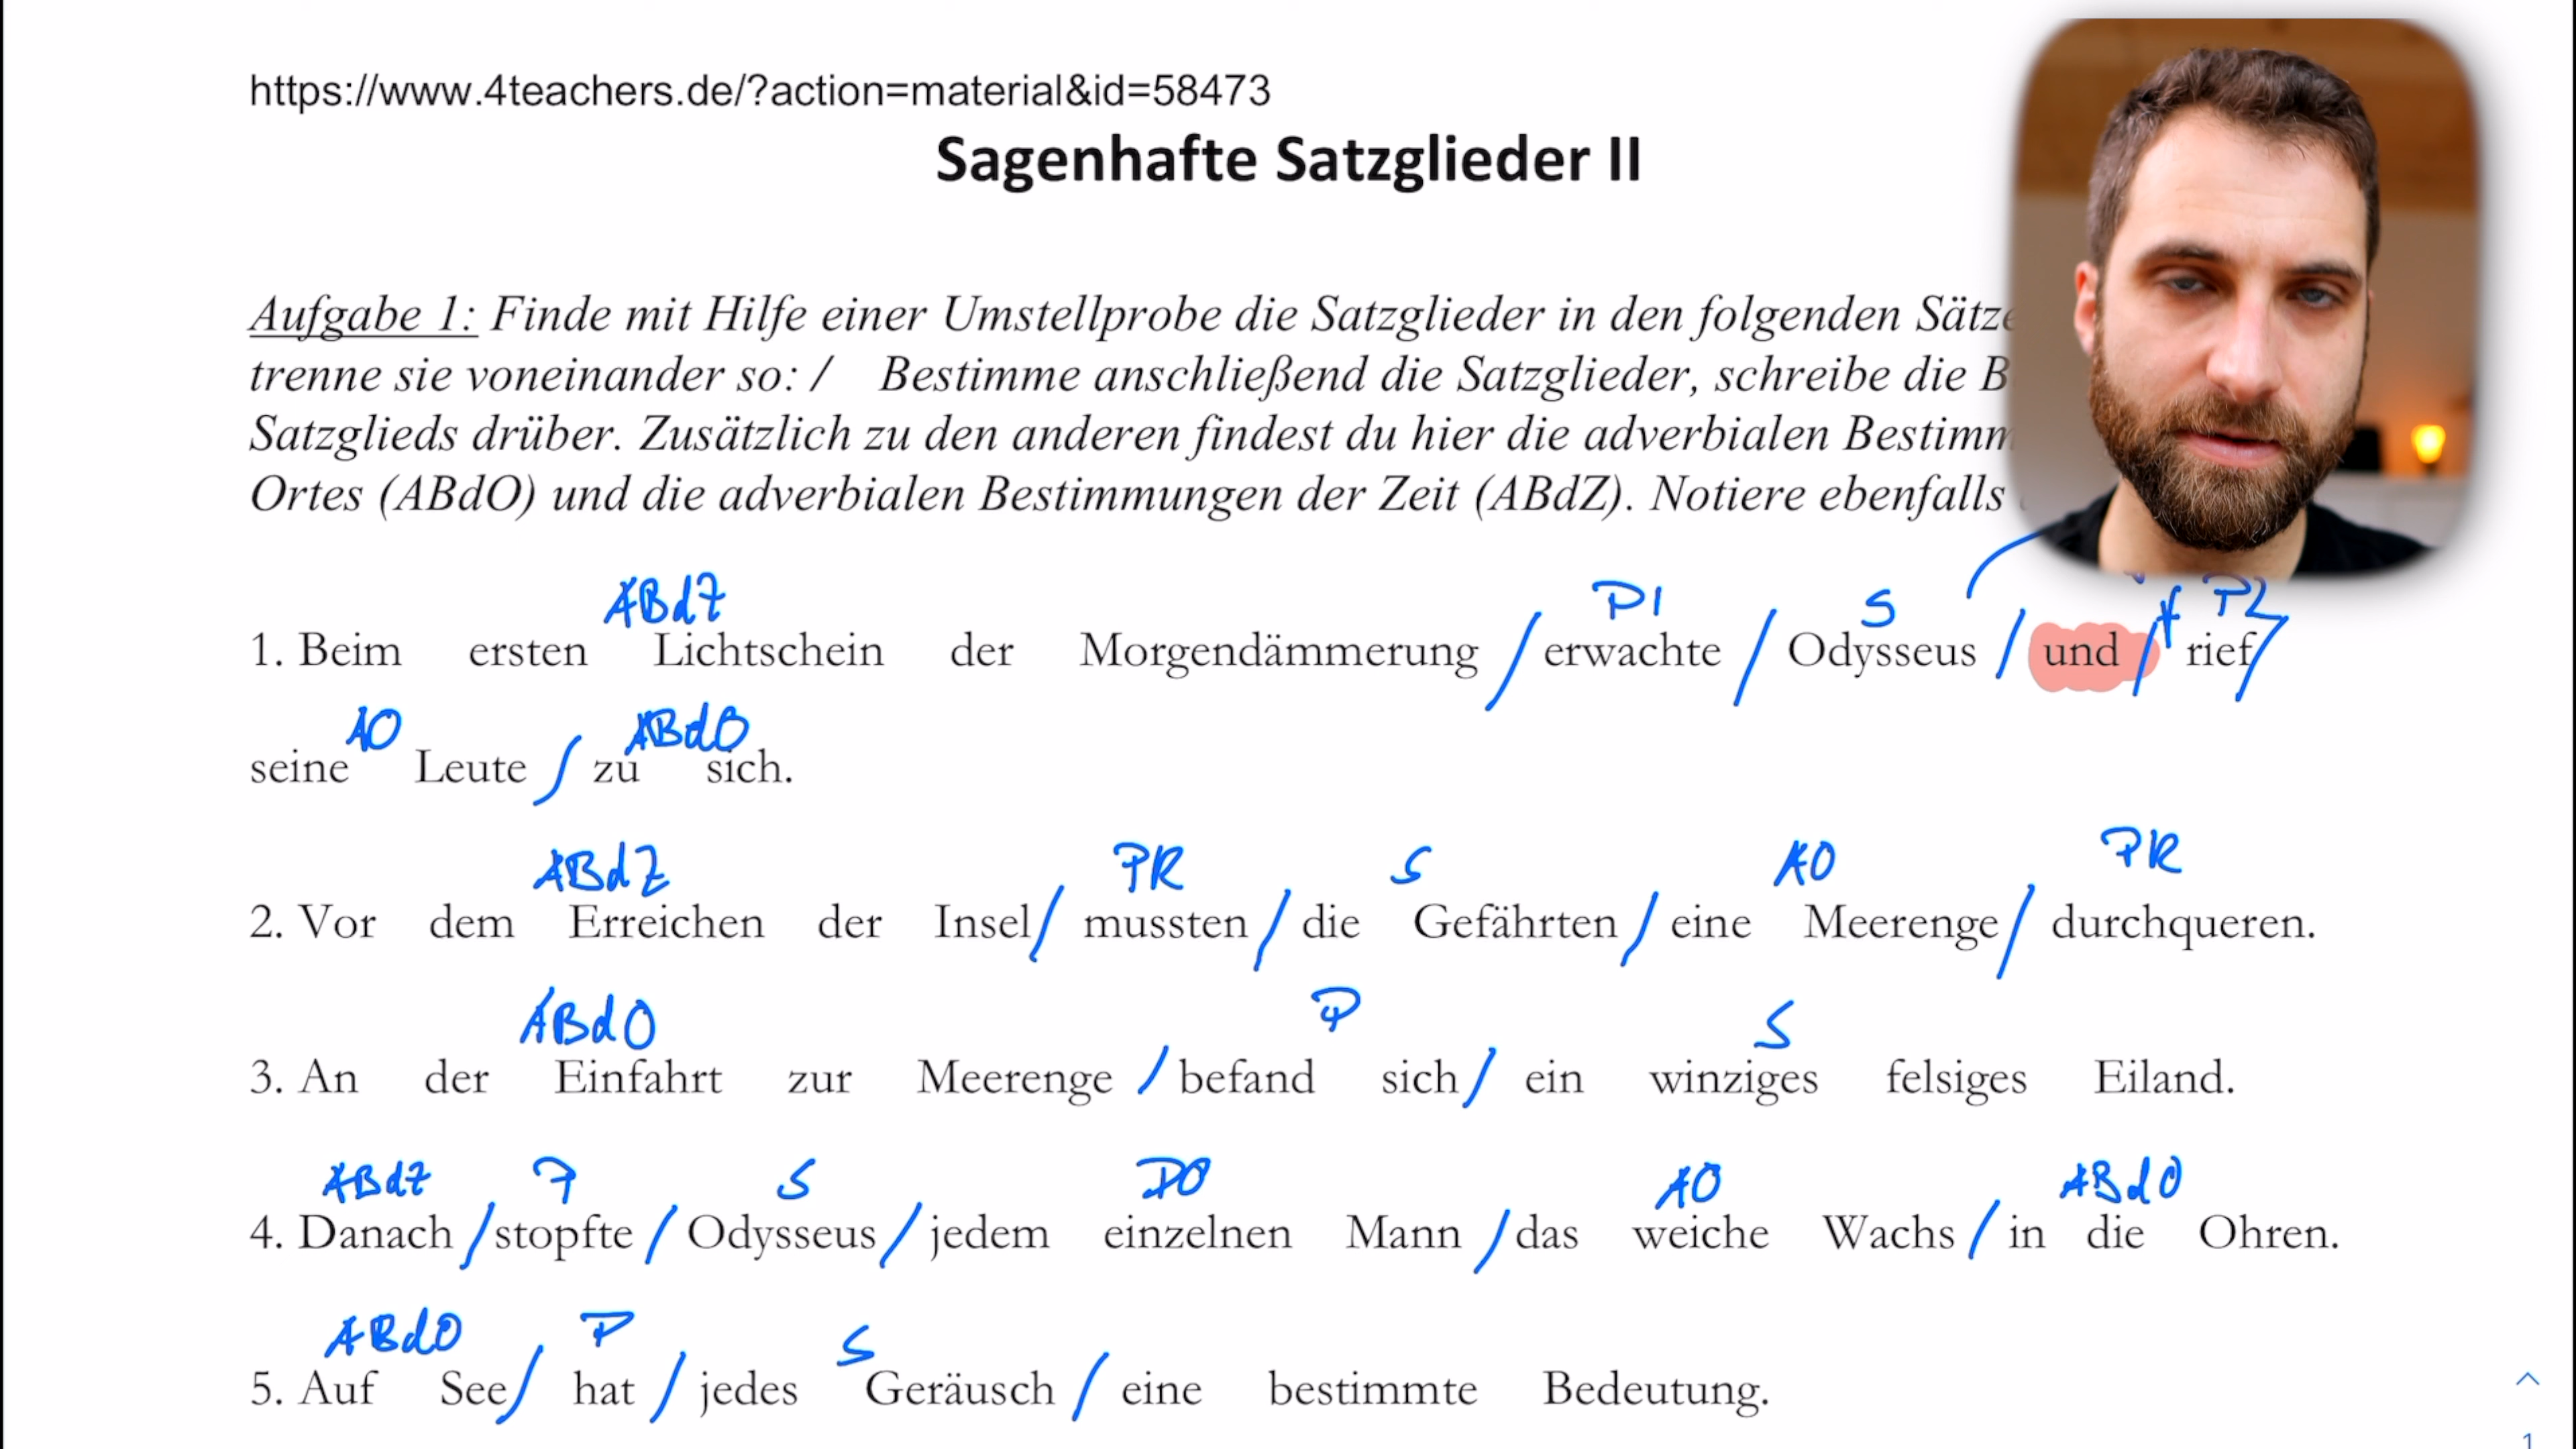 https://www.4teachers.de/?action=material&id=58473
Sagenhafte Satzglieder II
Aufgabe 1: Finde mit Hilfe einer Umstellprobe die Satzglieder in den folgenden Sätze
trenne sie voneinander so: / Bestimme anschließend die Satzglieder, schreibe die B
Satzglieds drüber. Zusätzlich zu den anderen findest du hier die adverbialen Bestimm
Ortes (ABdO) und die adverbialen Bestimmungen der Zeit (ABdZ). Notiere ebenfalls
ABdZ P1 S P2
1. Beim ersten Lichtschein der Morgendämmerung / erwachte / Odysseus / und / rief /
AO ABdO
seine Leute / zu sich.
ABdZ PR S AO PR
2. Vor dem Erreichen der Insel / mussten / die Gefährten / eine Meerenge / durchqueren.
ABdO P S
3. An der Einfahrt zur Meerenge / befand sich / ein winziges felsiges Eiland.
ABdZ P S DO AO ABdO
4. Danach / stopfte / Odysseus / jedem einzelnen Mann / das weiche Wachs / in die Ohren.
ABdO P S
5. Auf See / hat / jedes Geräusch / eine bestimmte Bedeutung.
1